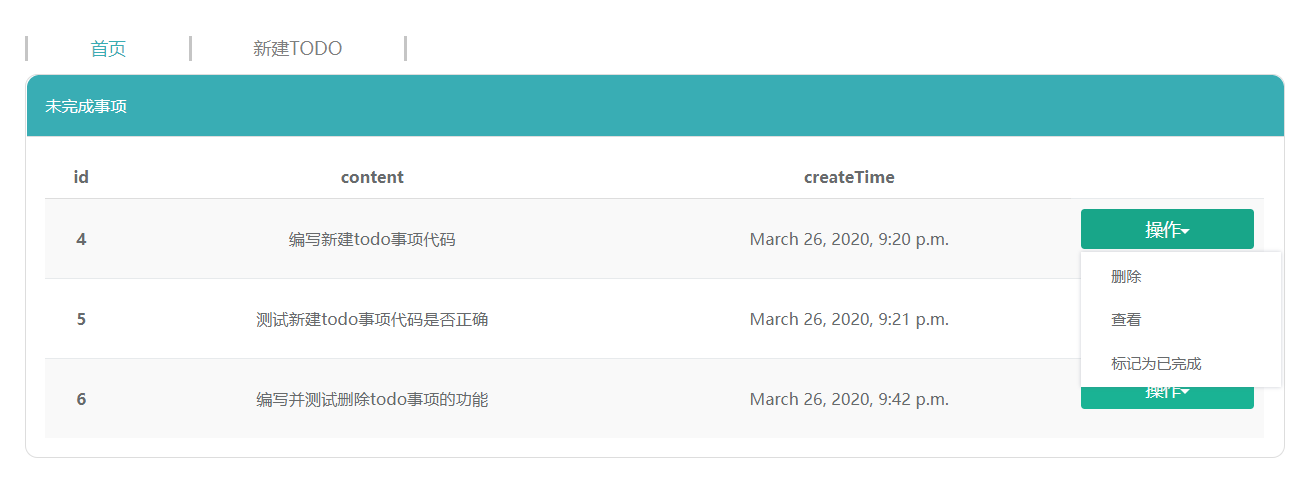 首页 新建TODO
未完成事项
id content createTime
4 编写新建todo事项代码 March 26, 2020, 9:20 p.m. 操作
删除
5 测试新建todo事项代码是否正确 March 26, 2020, 9:21 p.m. 查看
标记为已完成
6 编写并测试删除todo事项的功能 March 26, 2020, 9:42 p.m. 操作